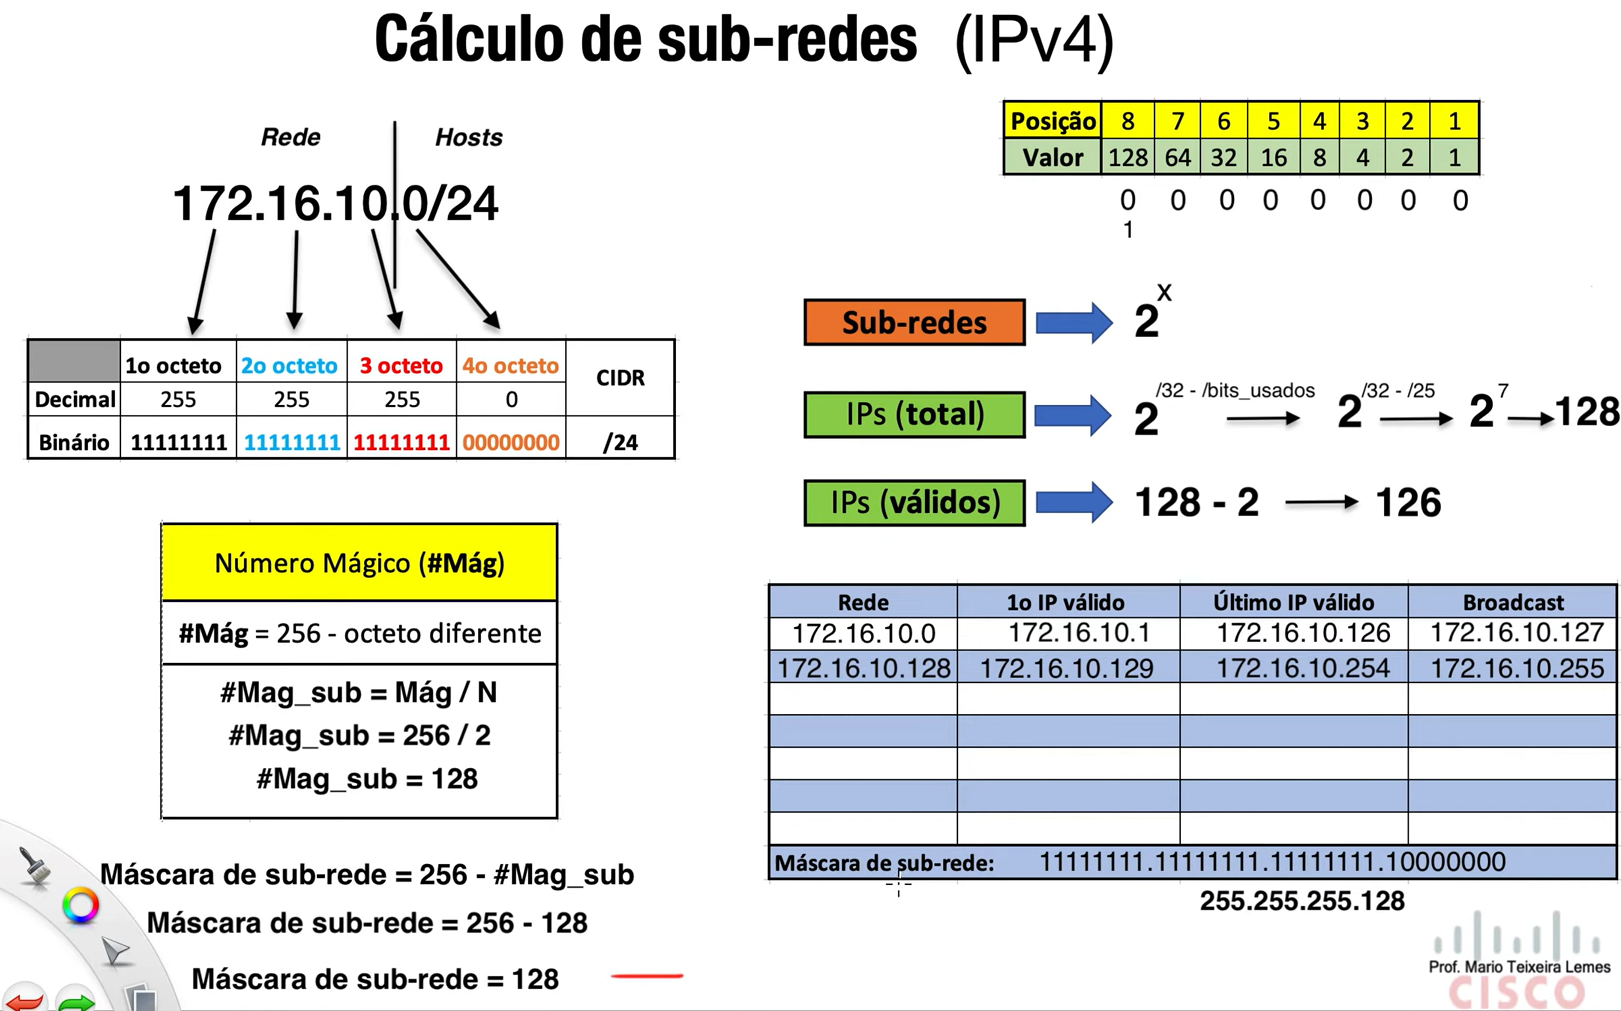 Cálculo de sub-redes (IPv4)
Rede Hosts
172.16.10.0/24
1o octeto 2o octeto 3 octeto 4o octeto CIDR
Decimal 255 255 255 0
Binário 11111111 11111111 11111111 00000000 /24
Número Mágico (#Mág)
#Mág = 256 - octeto diferente
#Mag_sub = Mág / N
#Mag_sub = 256 / 2
#Mag_sub = 128
Máscara de sub-rede = 256 - #Mag_sub
Máscara de sub-rede = 256 - 128
Máscara de sub-rede = 128
Posição 8 7 6 5 4 3 2 1
Valor 128 64 32 16 8 4 2 1
0 0 0 0 0 0 0 0
1
Sub-redes 2 x
IPs (total) 2 /32 - /bits_usados 2 /32 - /25 2 7 128
IPs (válidos) 128 - 2 126
Rede 1o IP válido Último IP válido Broadcast
172.16.10.0 172.16.10.1 172.16.10.126 172.16.10.127
172.16.10.128 172.16.10.129 172.16.10.254 172.16.10.255
Máscara de sub-rede: 11111111.11111111.11111111.10000000
255.255.255.128
Prof. Mario Teixeira Lemes
CISCO